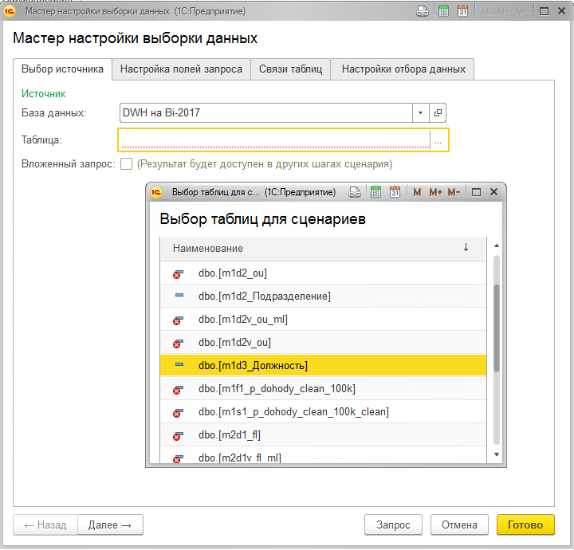 Мастер настройки выборки данных (1С:Предприятие)
M M+ M-
Мастер настройки выборки данных
Выбор источника
Настройка полей запроса
Связи таблиц
Настройки отбора данных
Источник
База данных: DWH на Bi-2017
Таблица: ...
Вложенный запрос: (Результат будет доступен в других шагах сценария)
Выбор таблиц для с... (1С:Предприятие) M M+ M-
Выбор таблиц для сценариев
Наименование ↓
dbo.[m1d2_ou]
dbo.[m1d2_Подразделение]
dbo.[m1d2v_ou_ml]
dbo.[m1d2v_ou]
dbo.[m1d3_Должность]
dbo.[m1f1_p_dohody_clean_100k]
dbo.[m1s1_p_dohody_clean_100k_clean]
dbo.[m2d1_fl]
dbo.[m2d1v_fl_ml]
← Назад
Далее →
Запрос
Отмена
Готово